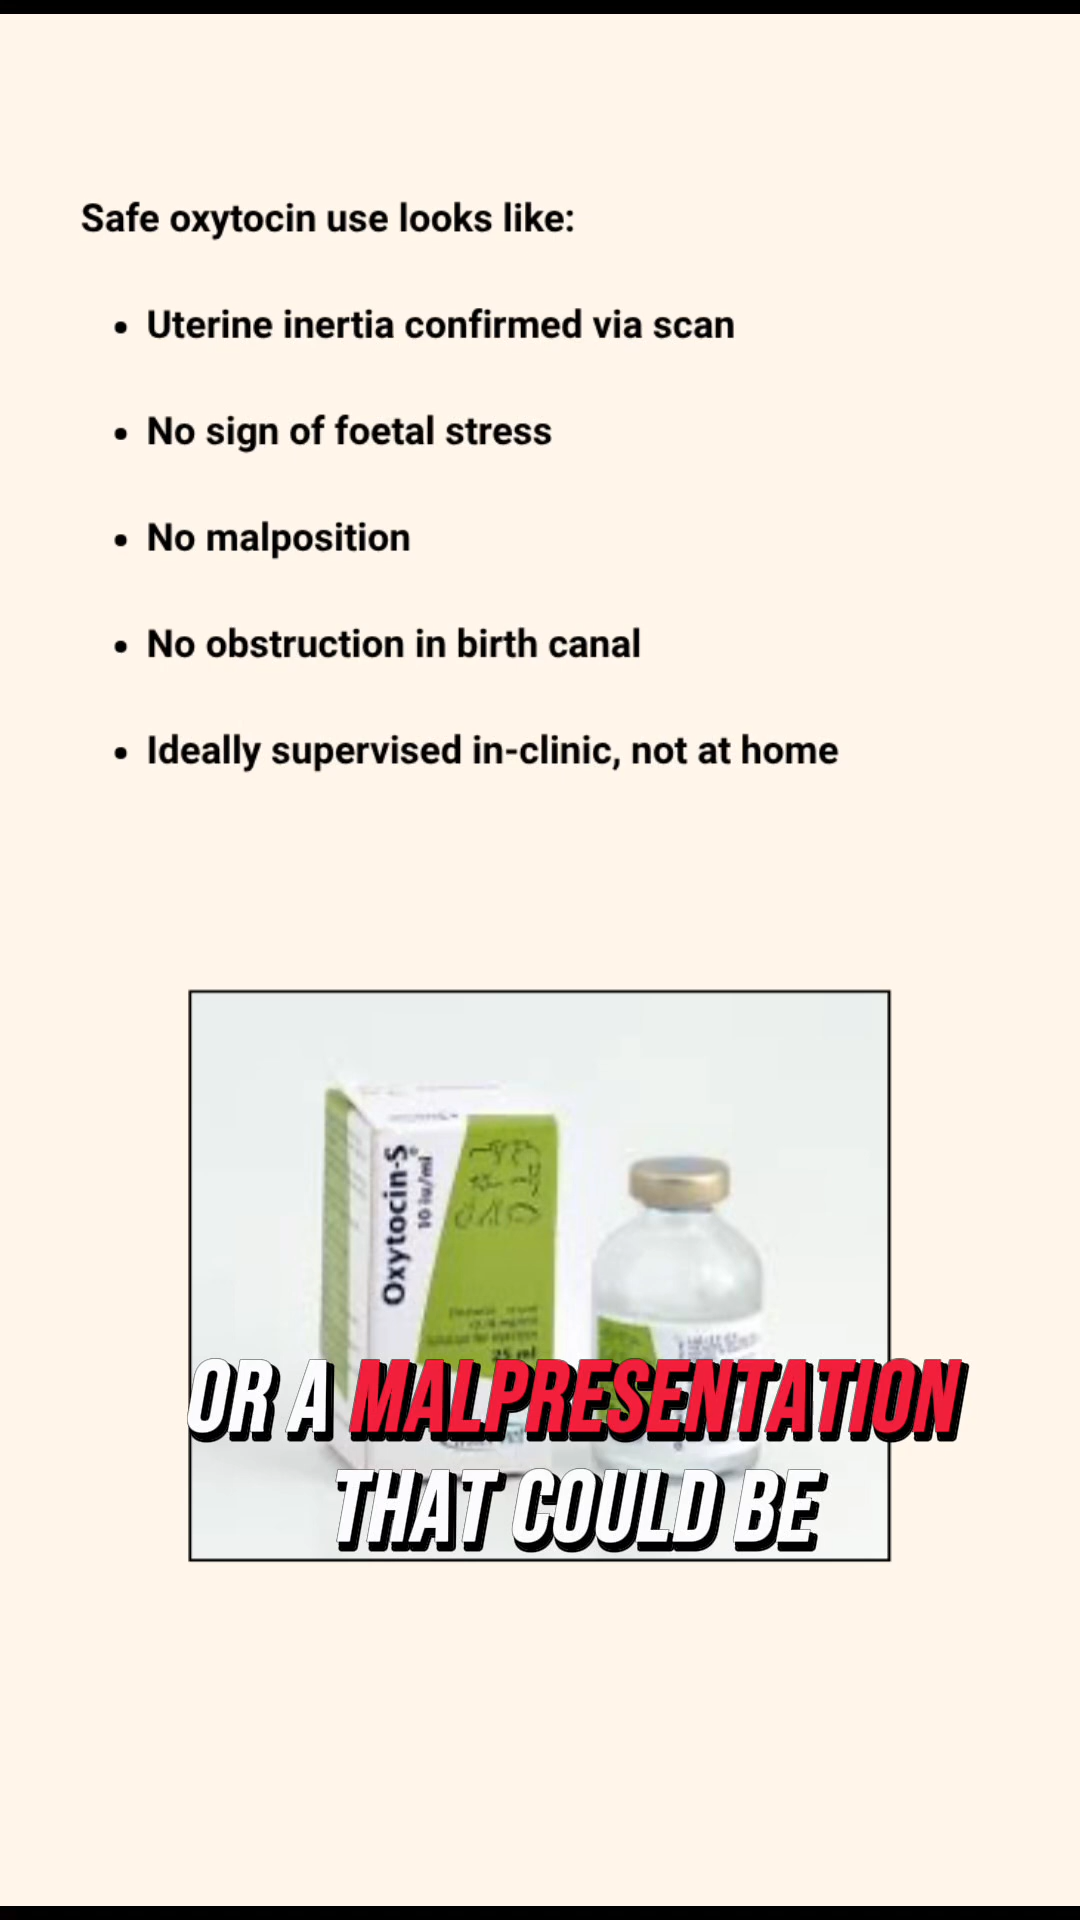 Safe oxytocin use looks like:
• Uterine inertia confirmed via scan
• No sign of foetal stress
• No malposition
• No obstruction in birth canal
• Ideally supervised in-clinic, not at home
Oxytocin-S®
10 iu/ml
25 ml
OR A MALPRESENTATION
THAT COULD BE